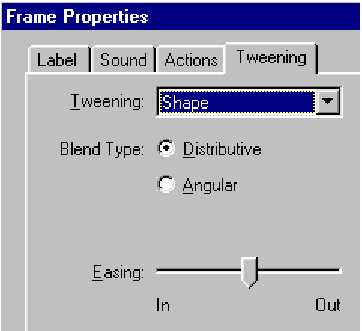 Frame Properties
Label Sound Actions Tweening
Tweening: Shape
Blend Type: Distributive
Angular
Easing:
In Out